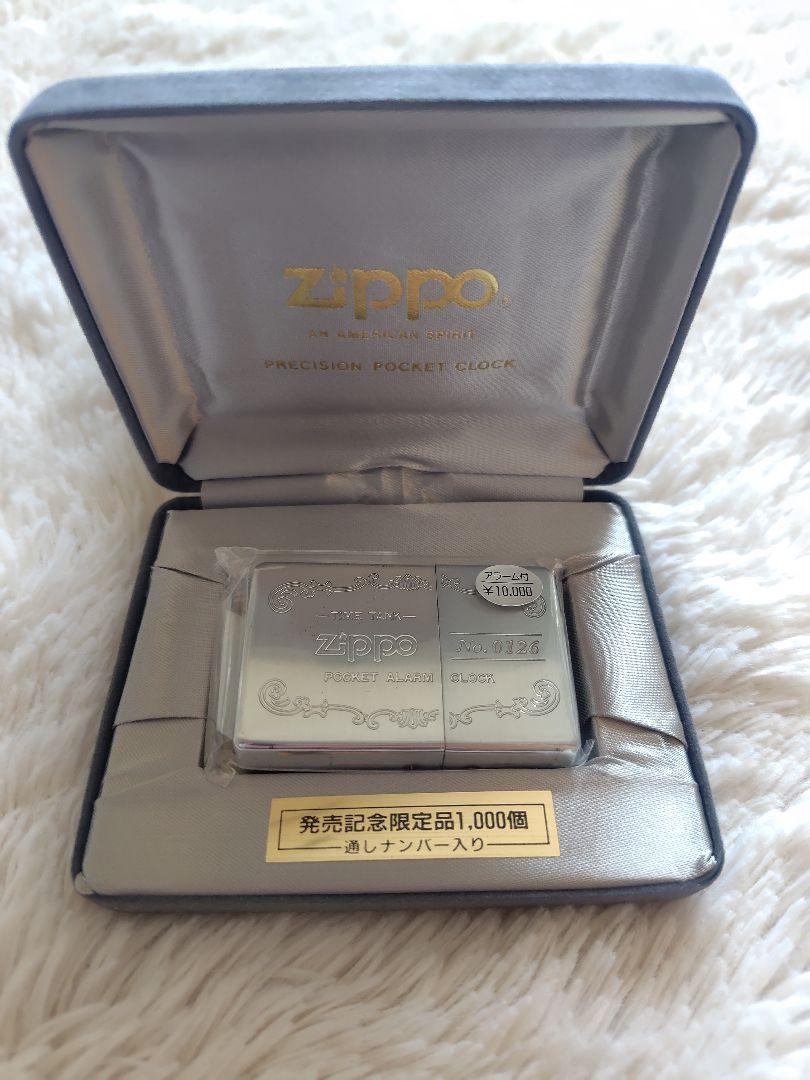 Zippo
AN AMERICAN SPIRIT
PRECISION POCKET CLOCK
アラーム付
¥10,000
—TIME TANK—
Zippo
No. 0126
POCKET ALARM CLOCK
発売記念限定品1,000個
通しナンバー入り